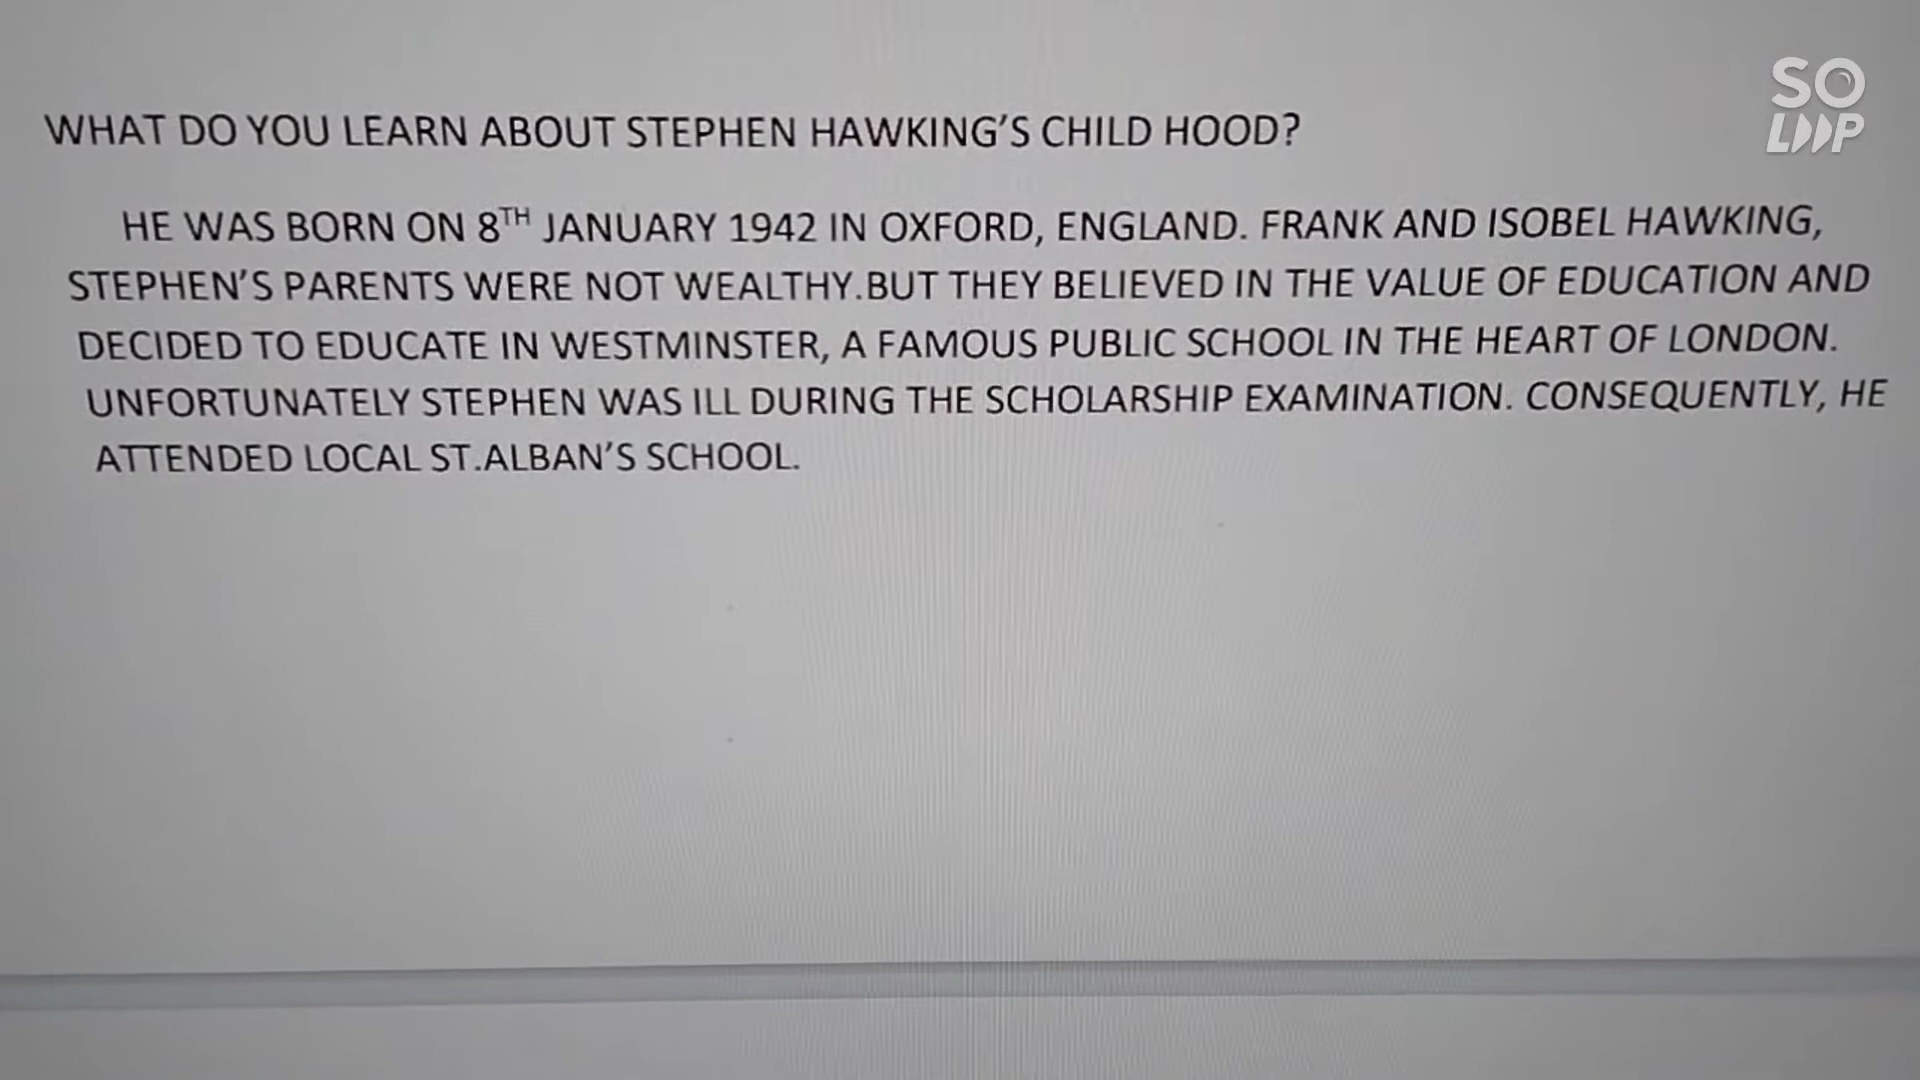 SO
LOOP
WHAT DO YOU LEARN ABOUT STEPHEN HAWKING’S CHILD HOOD?
HE WAS BORN ON 8TH JANUARY 1942 IN OXFORD, ENGLAND. FRANK AND ISOBEL HAWKING,
STEPHEN’S PARENTS WERE NOT WEALTHY.BUT THEY BELIEVED IN THE VALUE OF EDUCATION AND
DECIDED TO EDUCATE IN WESTMINSTER, A FAMOUS PUBLIC SCHOOL IN THE HEART OF LONDON.
UNFORTUNATELY STEPHEN WAS ILL DURING THE SCHOLARSHIP EXAMINATION. CONSEQUENTLY, HE
ATTENDED LOCAL ST.ALBAN’S SCHOOL.